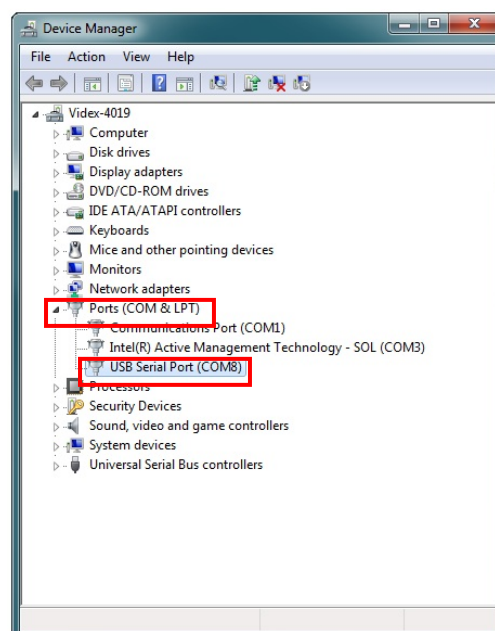 Device Manager
File Action View Help
Videx-4019
Computer
Disk drives
Display adapters
DVD/CD-ROM drives
IDE ATA/ATAPI controllers
Keyboards
Mice and other pointing devices
Monitors
Network adapters
Ports (COM & LPT)
Communications Port (COM1)
Intel(R) Active Management Technology - SOL (COM3)
USB Serial Port (COM8)
Processors
Security Devices
Sound, video and game controllers
System devices
Universal Serial Bus controllers